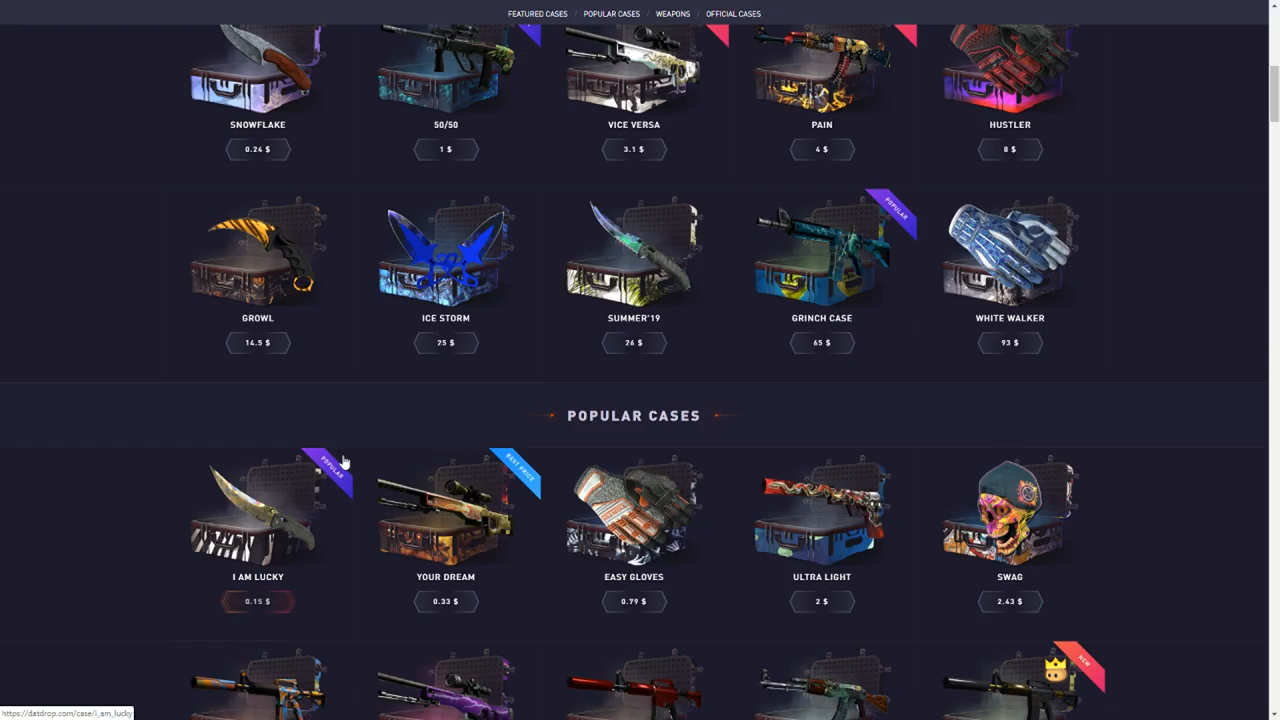 FEATURED CASES / POPULAR CASES / WEAPONS / OFFICIAL CASES
SNOWFLAKE
50/50
VICE VERSA
PAIN
HUSTLER
0.24 $
1 $
3.1 $
4 $
8 $
POPULAR
GROWL
ICE STORM
SUMMER'19
GRINCH CASE
WHITE WALKER
14.5 $
25 $
26 $
65 $
93 $
POPULAR CASES
POPULAR
BEST PRICE
I AM LUCKY
YOUR DREAM
EASY GLOVES
ULTRA LIGHT
SWAG
0.15 $
0.33 $
0.79 $
2 $
2.43 $
NEW
https://datdrop.com/case/i_am_lucky